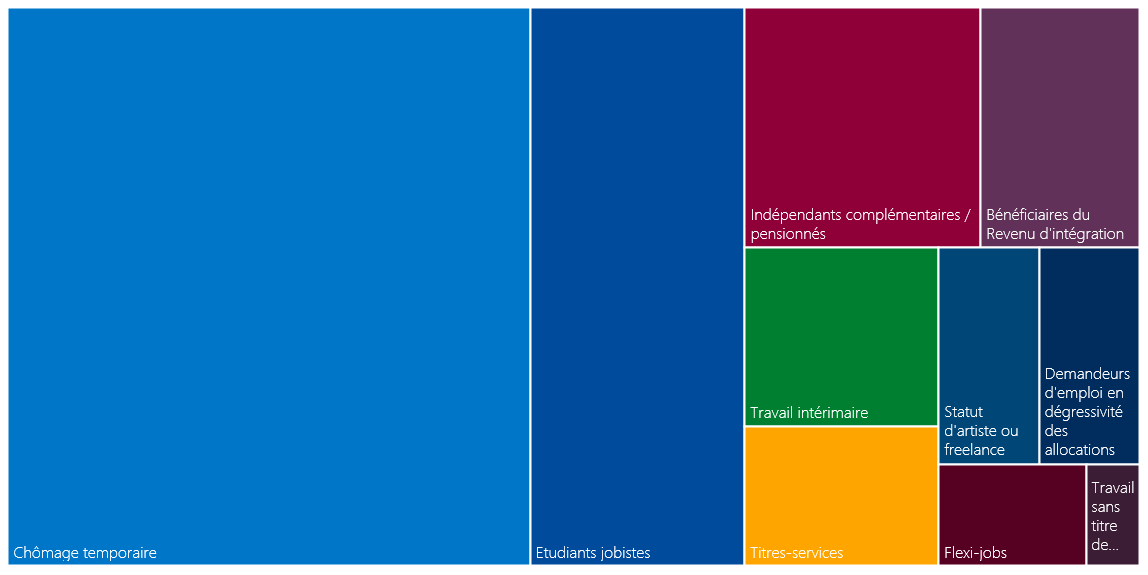 Indépendants complémentaires /
pensionnés
Bénéficiaires du
Revenu d'intégration
Travail intérimaire
Statut
d'artiste ou
freelance
Demandeurs
d'emploi en
dégressivité
des
allocations
Chômage temporaire
Etudiants jobistes
Titres-services
Flexi-jobs
Travail
sans
titre
de...